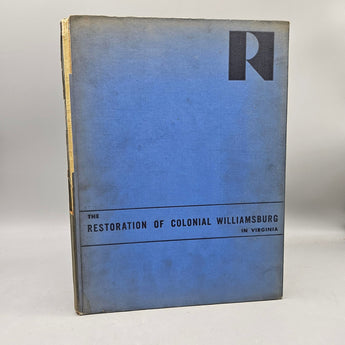 R
THE
RESTORATION OF COLONIAL WILLIAMSBURG
IN VIRGINIA